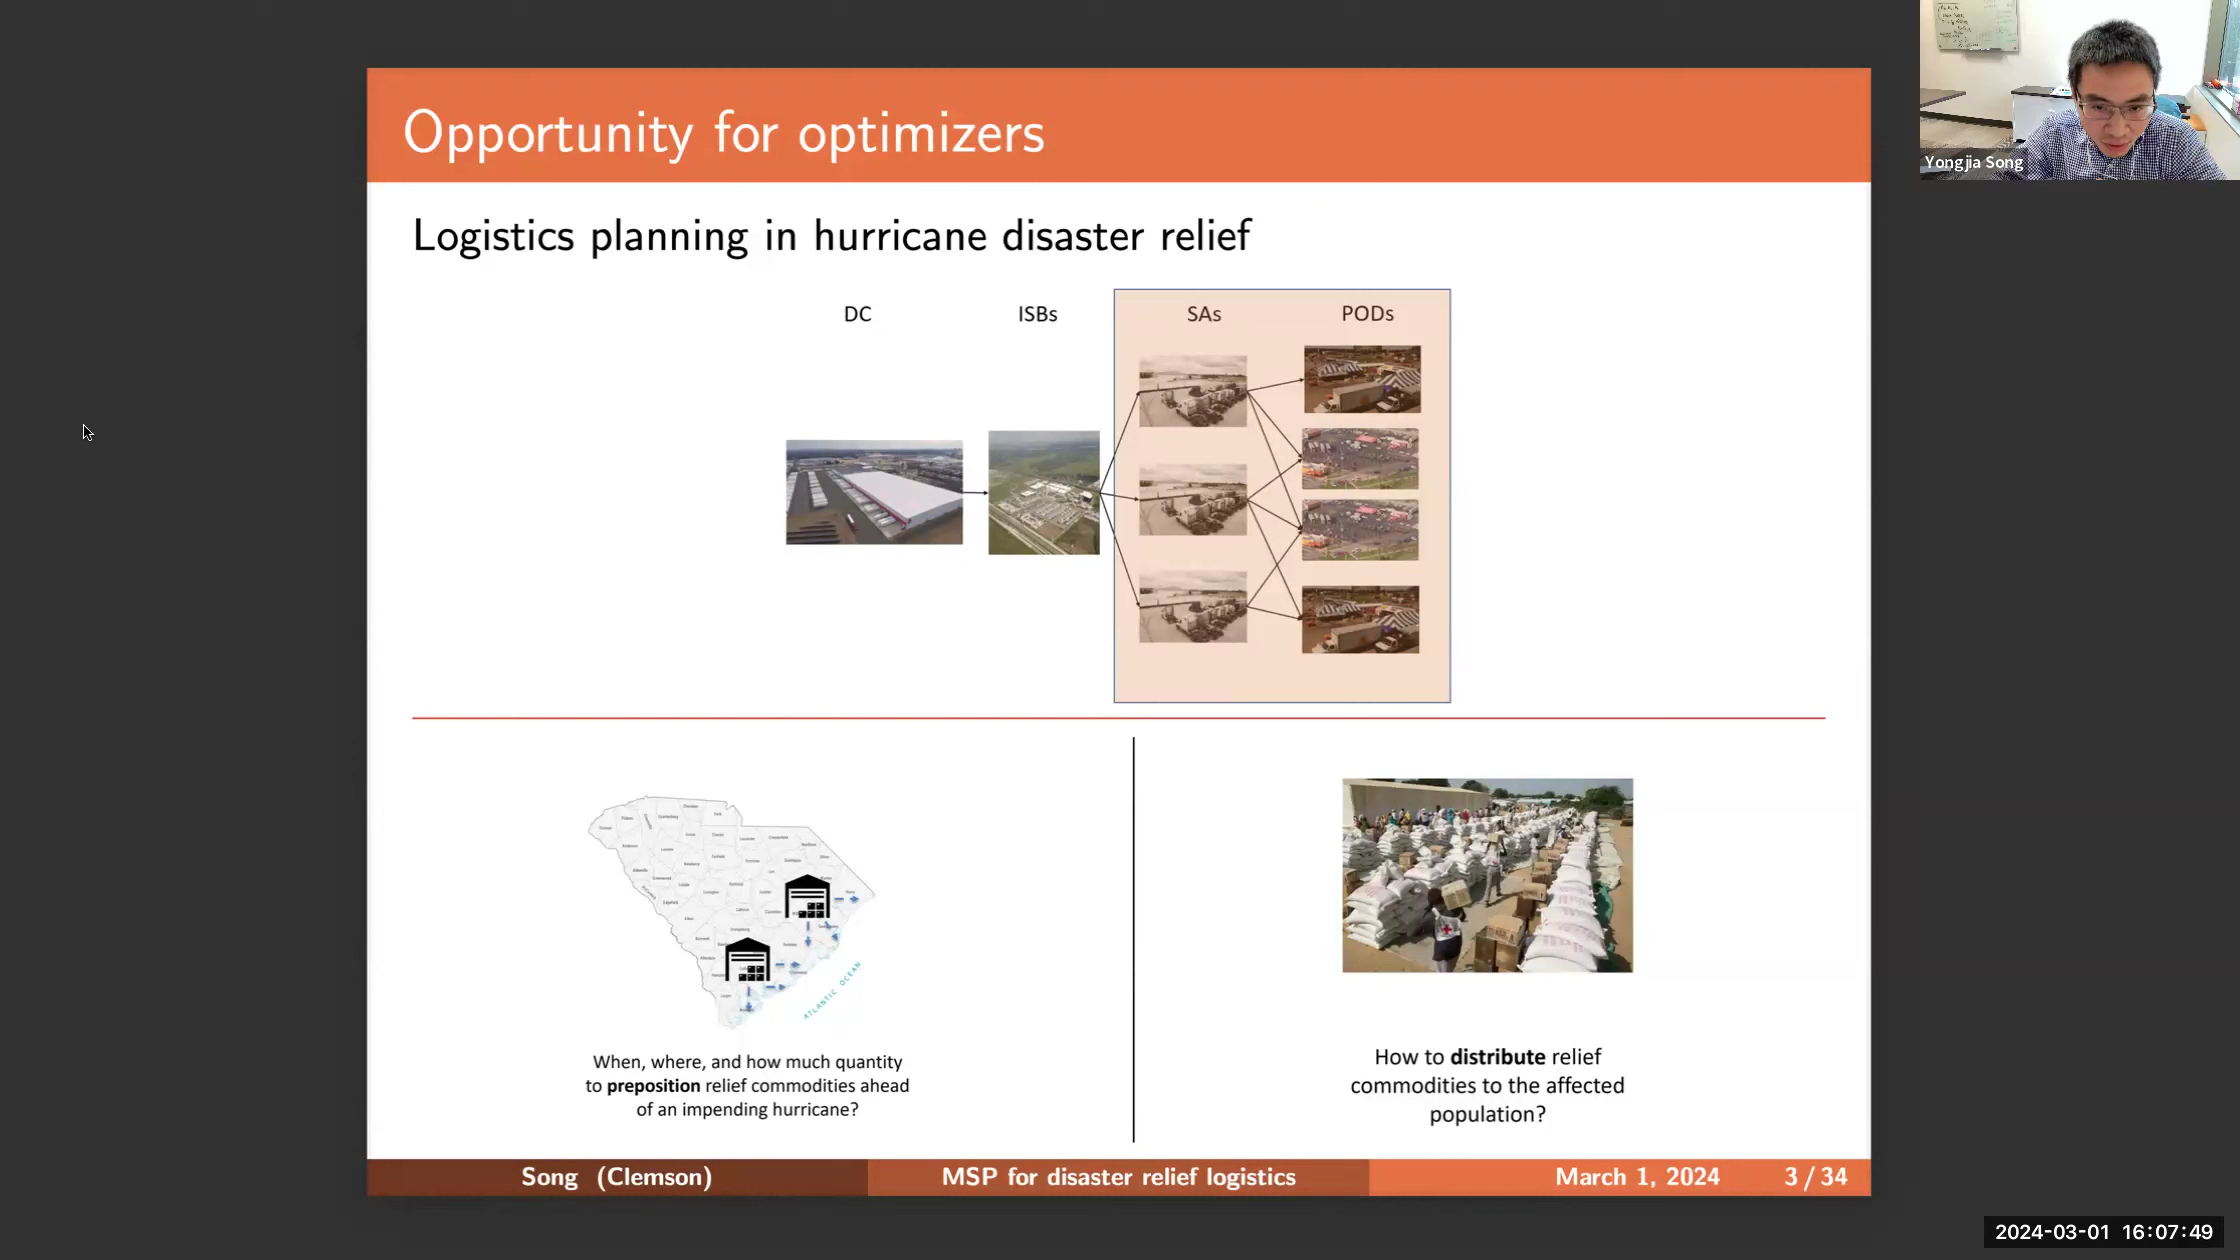 Opportunity for optimizers
Yongjia Song
Logistics planning in hurricane disaster relief
DC
ISBs
SAs
PODs
ATLANTIC OCEAN
When, where, and how much quantity
to preposition relief commodities ahead
of an impending hurricane?
How to distribute relief
commodities to the affected
population?
Song (Clemson)
MSP for disaster relief logistics
March 1, 2024
3 / 34
2024-03-01 16:07:49